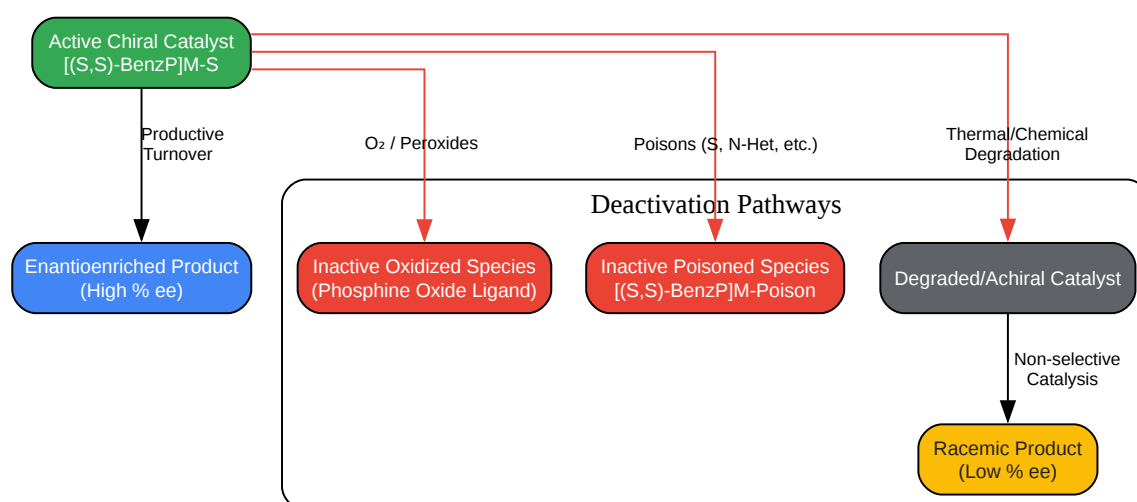 Active Chiral Catalyst
[(S,S)-BenzP]M-S
Productive
Turnover
O₂ / Peroxides
Poisons (S, N-Het, etc.)
Thermal/Chemical
Degradation
Deactivation Pathways
Enantioenriched Product
(High % ee)
Inactive Oxidized Species
(Phosphine Oxide Ligand)
Inactive Poisoned Species
[(S,S)-BenzP]M-Poison
Degraded/Achiral Catalyst
Non-selective
Catalysis
Racemic Product
(Low % ee)